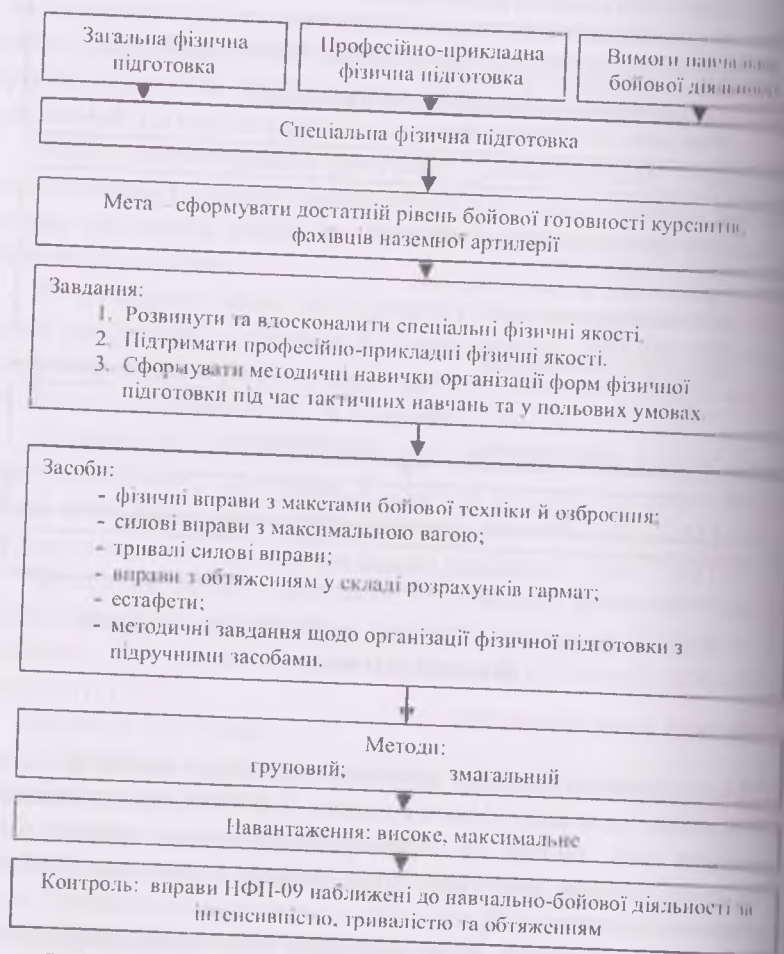 Загальна фізична
підготовка
Професійно-прикладна
фізична підготовка
Вимоги
бойової
Спеціальна фізична підготовка
Мета – сформувати достатній рівень бойової готовності курсантів,
фахівців наземної артилерії
Завдання:
1. Розвинути та вдосконалити спеціальні фізичні якості.
2. Підтримати професійно-прикладні фізичні якості.
3. Сформувати методичні навички організації форм фізичної
підготовки під час тактичних навчань та у польових умовах
Засоби:
- фізичні вправи з макетами бойової техніки й озброєння;
- силові вправи з максимальною вагою;
- тривалі силові вправи;
- вправи з обтяженням у складі розрахунків гармат;
- естафети;
- методичні завдання щодо організації фізичної підготовки з
підручними засобами.
Методи:
груповий; змагальний
Навантаження: високе, максимальне
Контроль: вправи НФП-09 наближені до навчально-бойової діяльності за
інтенсивністю, тривалістю та обтяженням